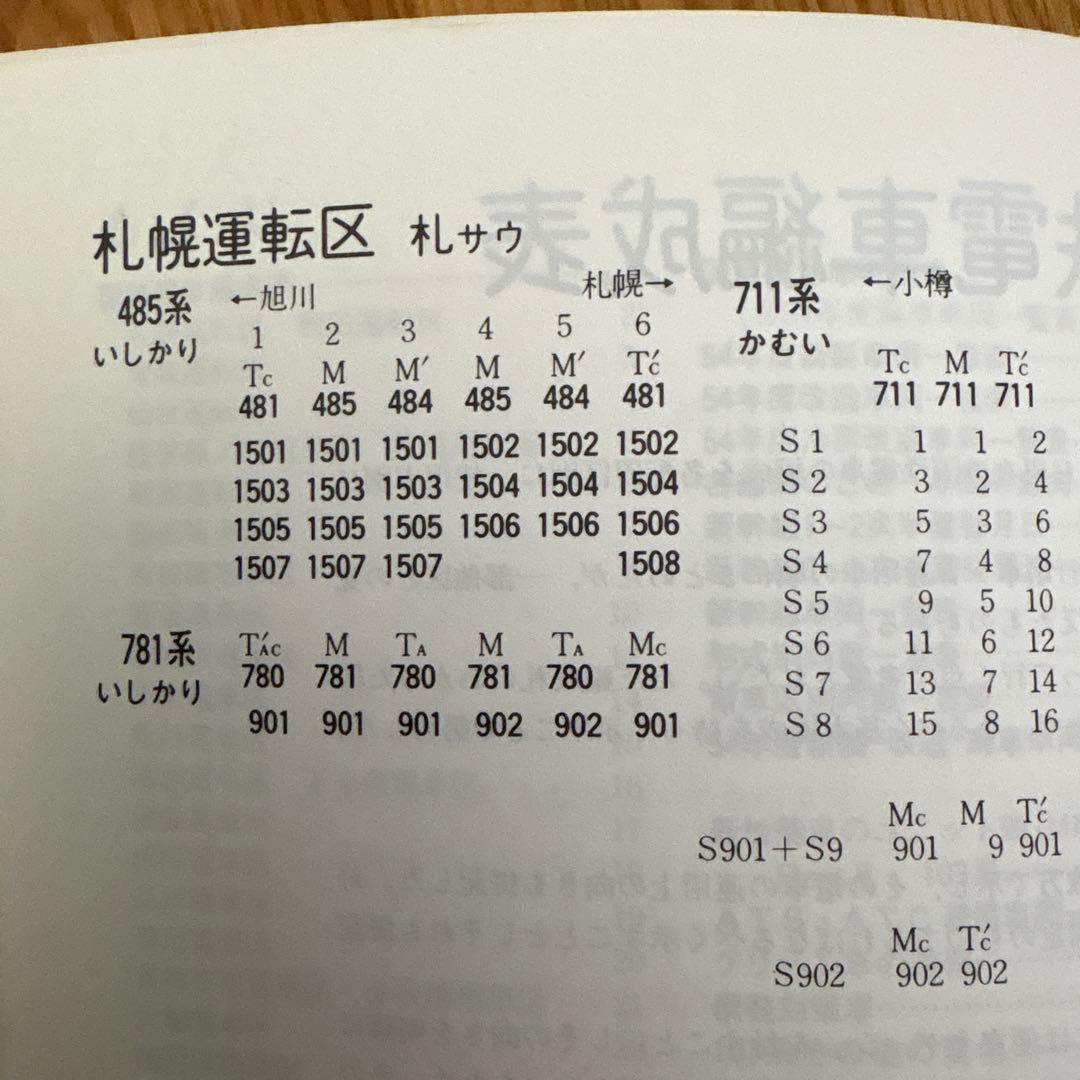 札幌運転区 札サウ
485系 ←旭川 札幌→
いしかり 1 2 3 4 5 6
Tc M M′ M M′ T′c
481 485 484 485 484 481
1501 1501 1501 1502 1502 1502
1503 1503 1503 1504 1504 1504
1505 1505 1505 1506 1506 1506
1507 1507 1507 1508
781系 T′AC M TA M TA Mc
いしかり 780 781 780 781 780 781
901 901 901 902 902 901
711系 ←小樽
かむい Tc M T′c
711 711 711
S1 1 1 2
S2 3 2 4
S3 5 3 6
S4 7 4 8
S5 9 5 10
S6 11 6 12
S7 13 7 14
S8 15 8 16
Mc M T′c
S901+S9 901 9 901
Mc T′c
S902 902 902